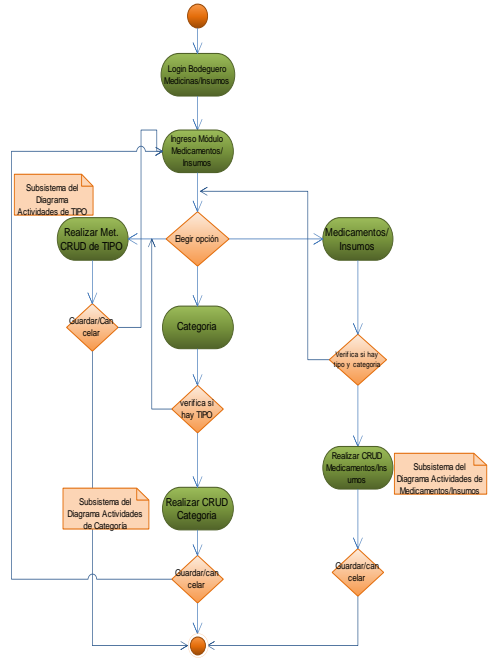 Login Bodeguero
Medicinas/Insumos
Ingreso Módulo
Medicamentos/
Insumos
Subsistema del
Diagrama
Actividades de TIPO
Realizar Met.
CRUD de TIPO
Elegir opción
Medicamentos/
Insumos
Guardar/Can
celar
Categoria
Verifica si hay
tipo y categoria
verifica si
hay TIPO
Realizar CRUD
Medicamentos/Ins
umos
Subsistema del
Diagrama Actividades de
Medicamentos/Insumos
Subsistema del
Diagrama Actividades
de Categoría
Realizar CRUD
Categoria
Guardar/can
celar
Guardar/can
celar